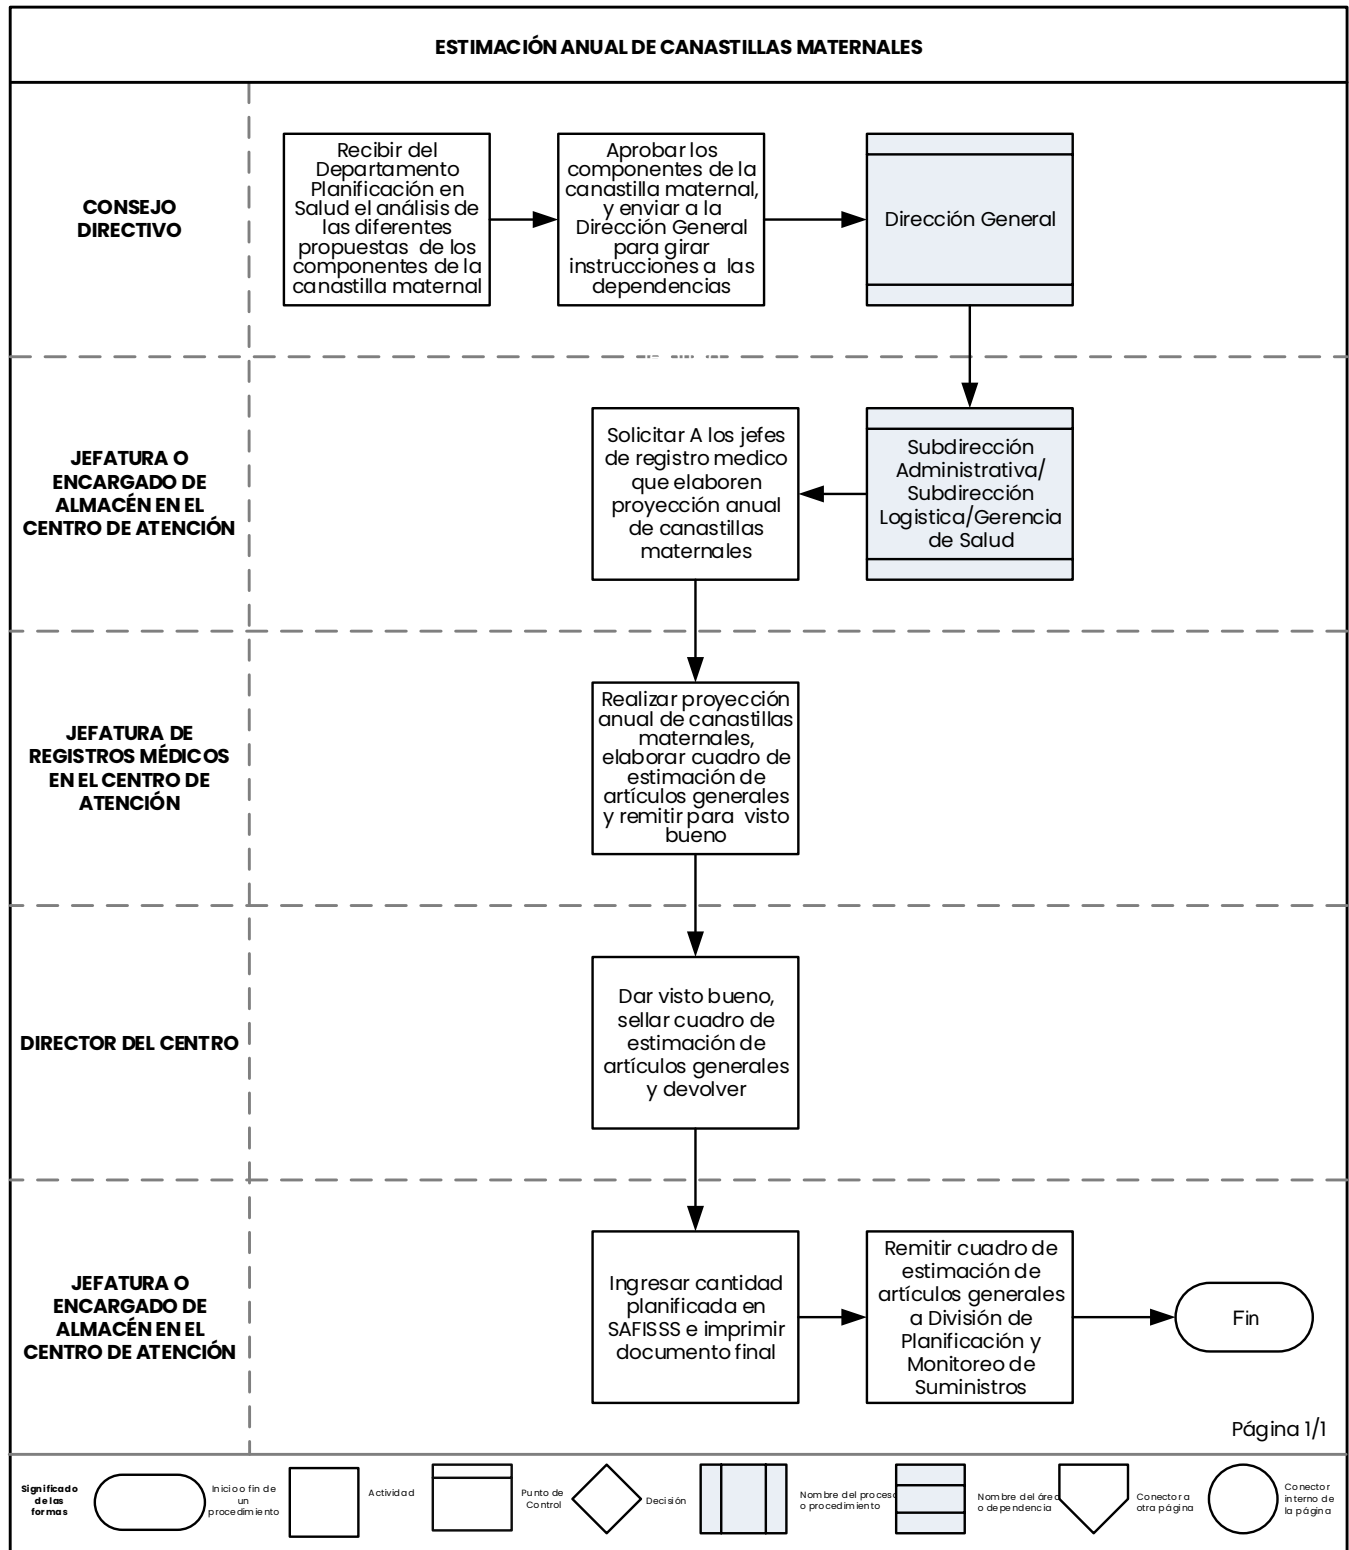 ESTIMACIÓN ANUAL DE CANASTILLAS MATERNALES
CONSEJO
DIRECTIVO
Recibir del
Departamento
Planificación en
Salud el análisis de
las diferentes
propuestas de los
componentes de la
canastilla maternal
Aprobar los
componentes de la
canastilla maternal,
y enviar a la
Dirección General
para girar
instrucciones a las
dependencias
Dirección General
JEFATURA O
ENCARGADO DE
ALMACÉN EN EL
CENTRO DE ATENCIÓN
Solicitar A los jefes
de registro medico
que elaboren
proyección anual
de canastillas
maternales
Subdirección
Administrativa/
Subdirección
Logistica/Gerencia
de Salud
JEFATURA DE
REGISTROS MÉDICOS
EN EL CENTRO DE
ATENCIÓN
Realizar proyección
anual de canastillas
maternales,
elaborar cuadro de
estimación de
artículos generales
y remitir para visto
bueno
DIRECTOR DEL CENTRO
Dar visto bueno,
sellar cuadro de
estimación de
artículos generales
y devolver
JEFATURA O
ENCARGADO DE
ALMACÉN EN EL
CENTRO DE ATENCIÓN
Ingresar cantidad
planificada en
SAFISSS e imprimir
documento final
Remitir cuadro de
estimación de
artículos generales
a División de
Planificación y
Monitoreo de
Suministros
Fin
Página 1/1
Significado
de las
formas
Inicio o fin de
un
procedimiento
Actividad
Punto de
Control
Decisión
Nombre del proceso
o procedimiento
Nombre del área
o dependencia
Conector a
otra página
Conector
interno de
la página